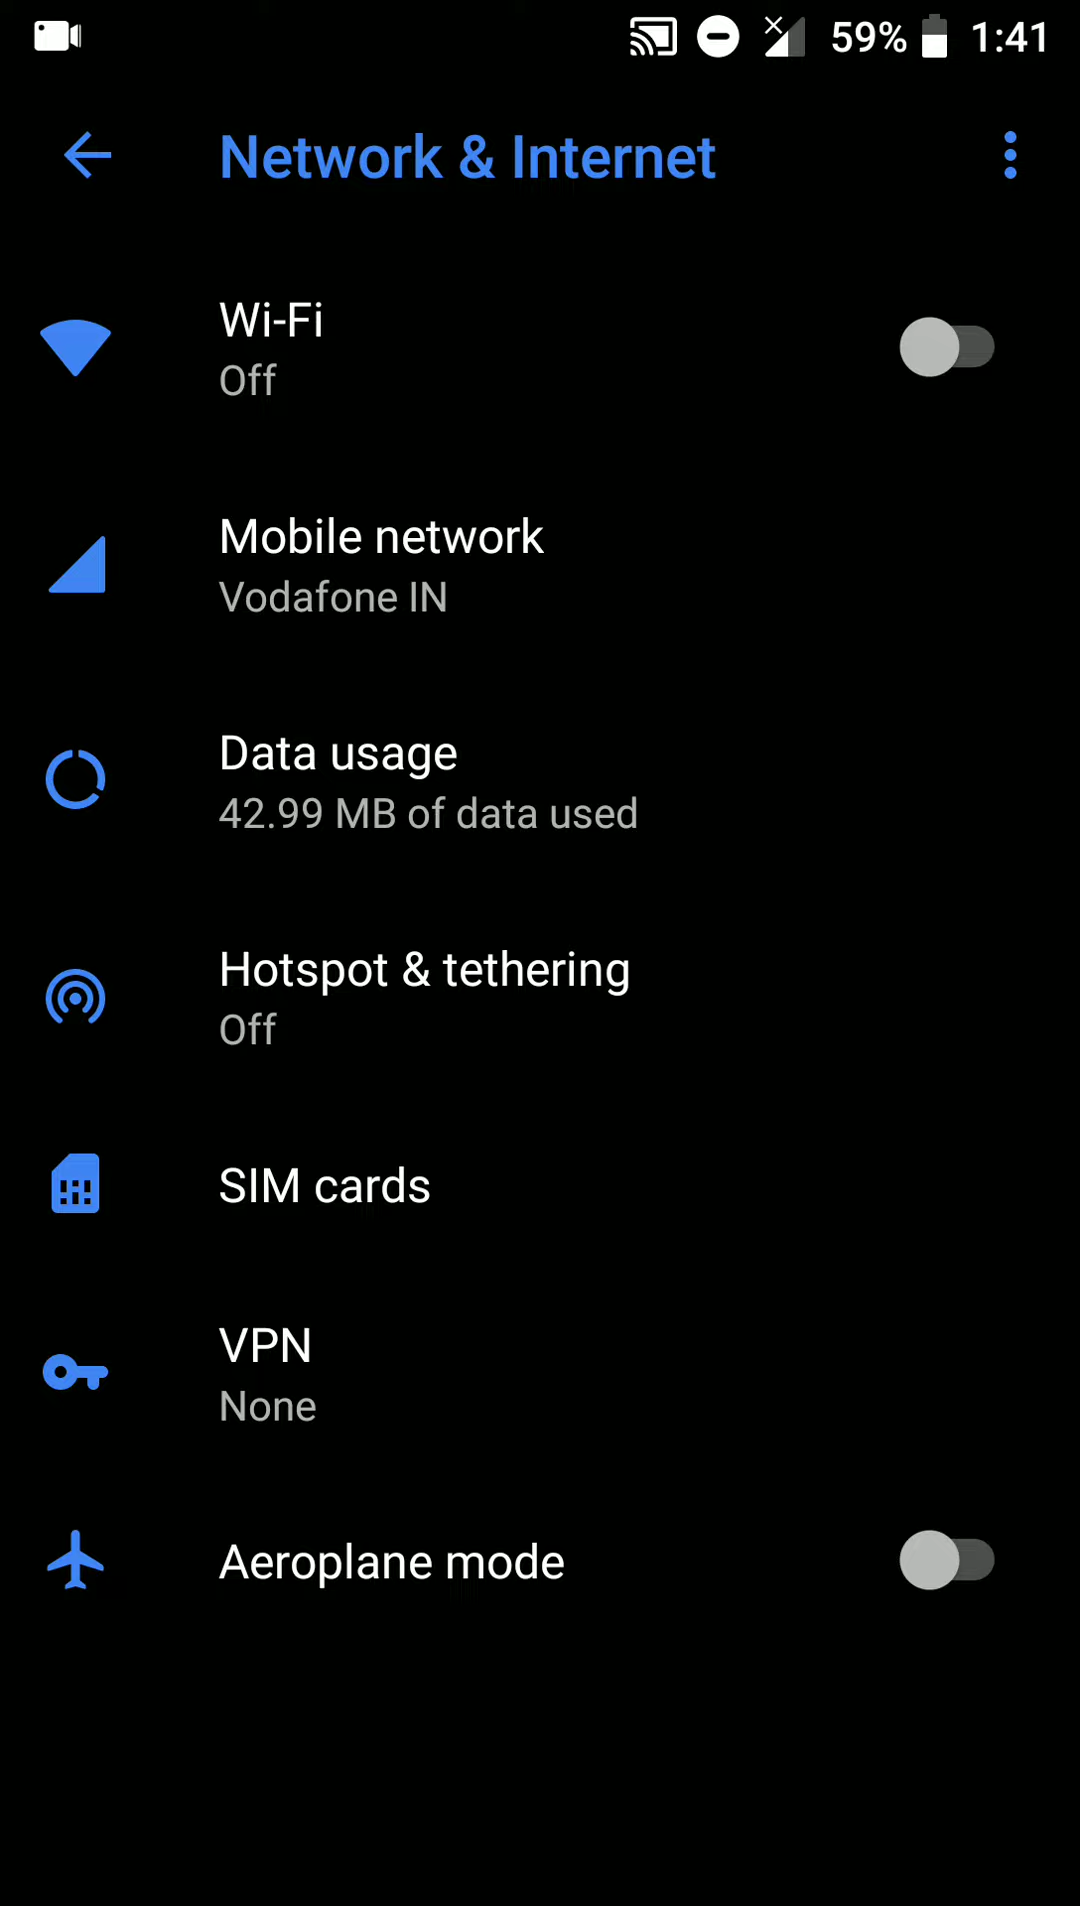 59% 1:41
Network & Internet
Wi-Fi
Off
Mobile network
Vodafone IN
Data usage
42.99 MB of data used
Hotspot & tethering
Off
SIM cards
VPN
None
Aeroplane mode